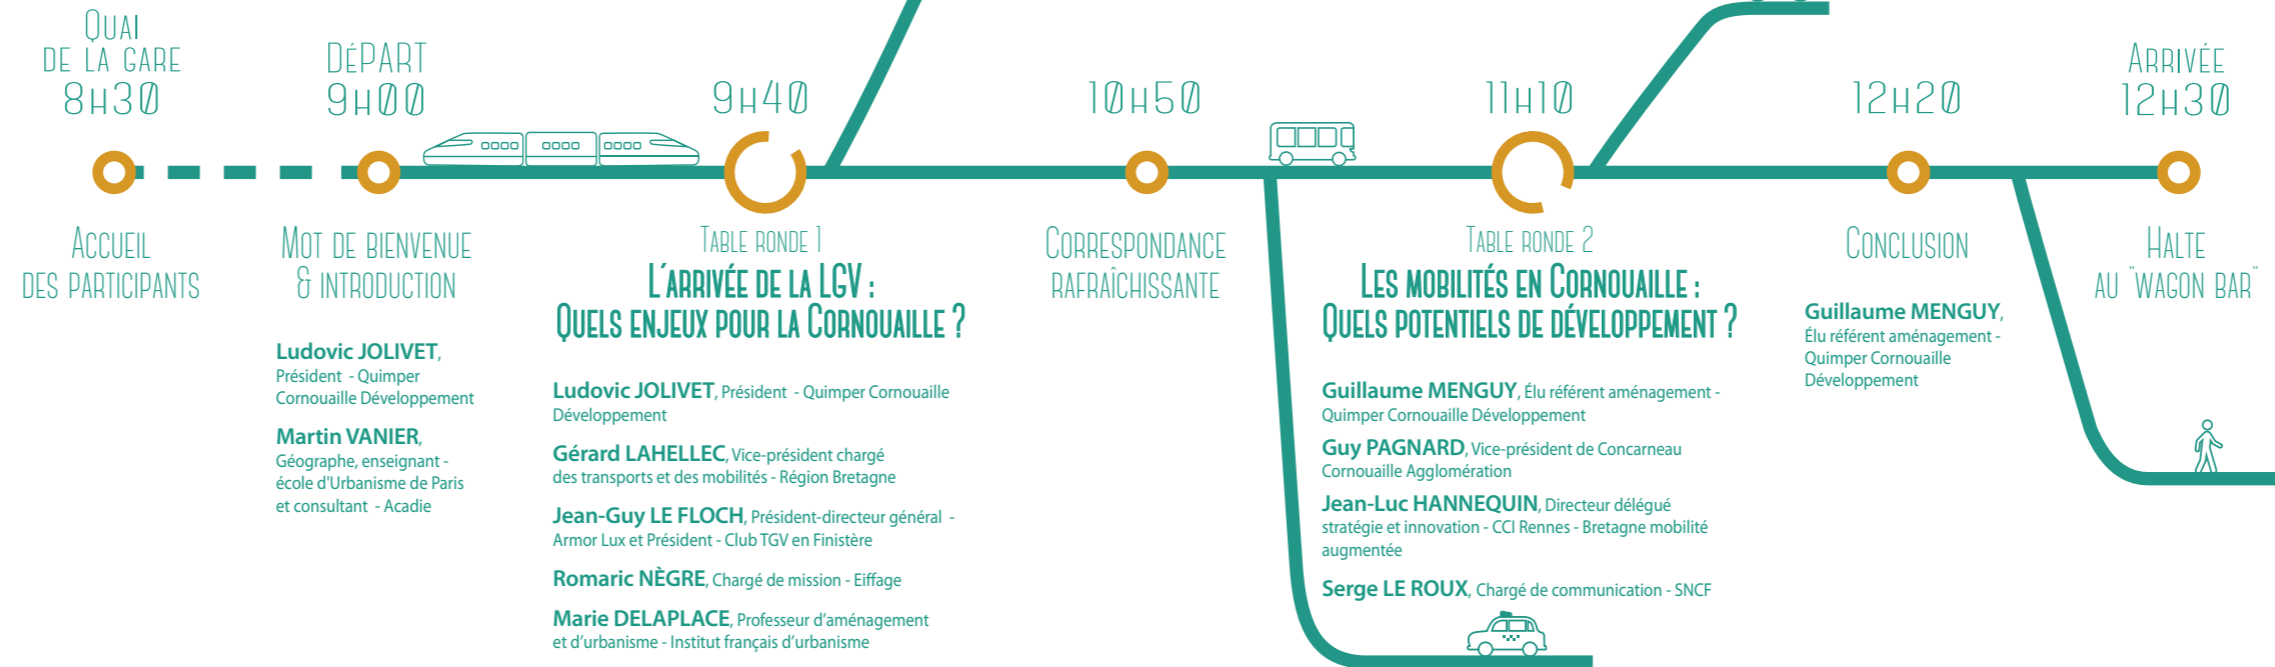 QUAI
DE LA GARE
8H30
ACCUEIL
DES PARTICIPANTS
DÉPART
9H00
MOT DE BIENVENUE
& INTRODUCTION
Ludovic JOLIVET,
Président - Quimper
Cornouaille Développement
Martin VANIER,
Géographe, enseignant -
école d'Urbanisme de Paris
et consultant - Acadie
9H40
TABLE RONDE 1
L'ARRIVÉE DE LA LGV :
QUELS ENJEUX POUR LA CORNOUAILLE ?
Ludovic JOLIVET, Président - Quimper Cornouaille
Développement
Gérard LAHELLEC, Vice-président chargé
des transports et des mobilités - Région Bretagne
Jean-Guy LE FLOCH, Président-directeur général -
Armor Lux et Président - Club TGV en Finistère
Romaric NÈGRE, Chargé de mission - Eiffage
Marie DELAPLACE, Professeur d’aménagement
et d’urbanisme - Institut français d’urbanisme
10H50
CORRESPONDANCE
RAFRAÎCHISSANTE
11H10
TABLE RONDE 2
LES MOBILITÉS EN CORNOUAILLE :
QUELS POTENTIELS DE DÉVELOPPEMENT ?
Guillaume MENGUY, Élu référent aménagement -
Quimper Cornouaille Développement
Guy PAGNARD, Vice-président de Concarneau
Cornouaille Agglomération
Jean-Luc HANNEQUIN, Directeur délégué
stratégie et innovation - CCI Rennes - Bretagne mobilité
augmentée
Serge LE ROUX, Chargé de communication - SNCF
12H20
CONCLUSION
Guillaume MENGUY,
Élu référent aménagement -
Quimper Cornouaille
Développement
ARRIVÉE
12H30
HALTE
AU "WAGON BAR"